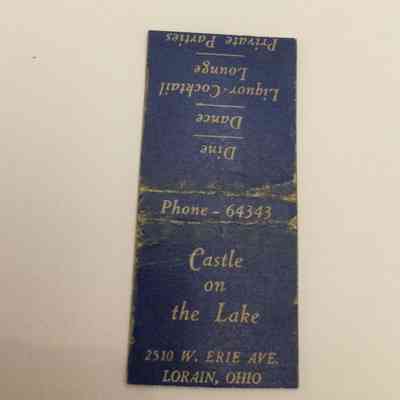 Dine
Dance
Liquor-Cocktail
Lounge
Private Parties
Phone - 64343
Castle
on
the Lake
2510 W. ERIE AVE.
LORAIN, OHIO